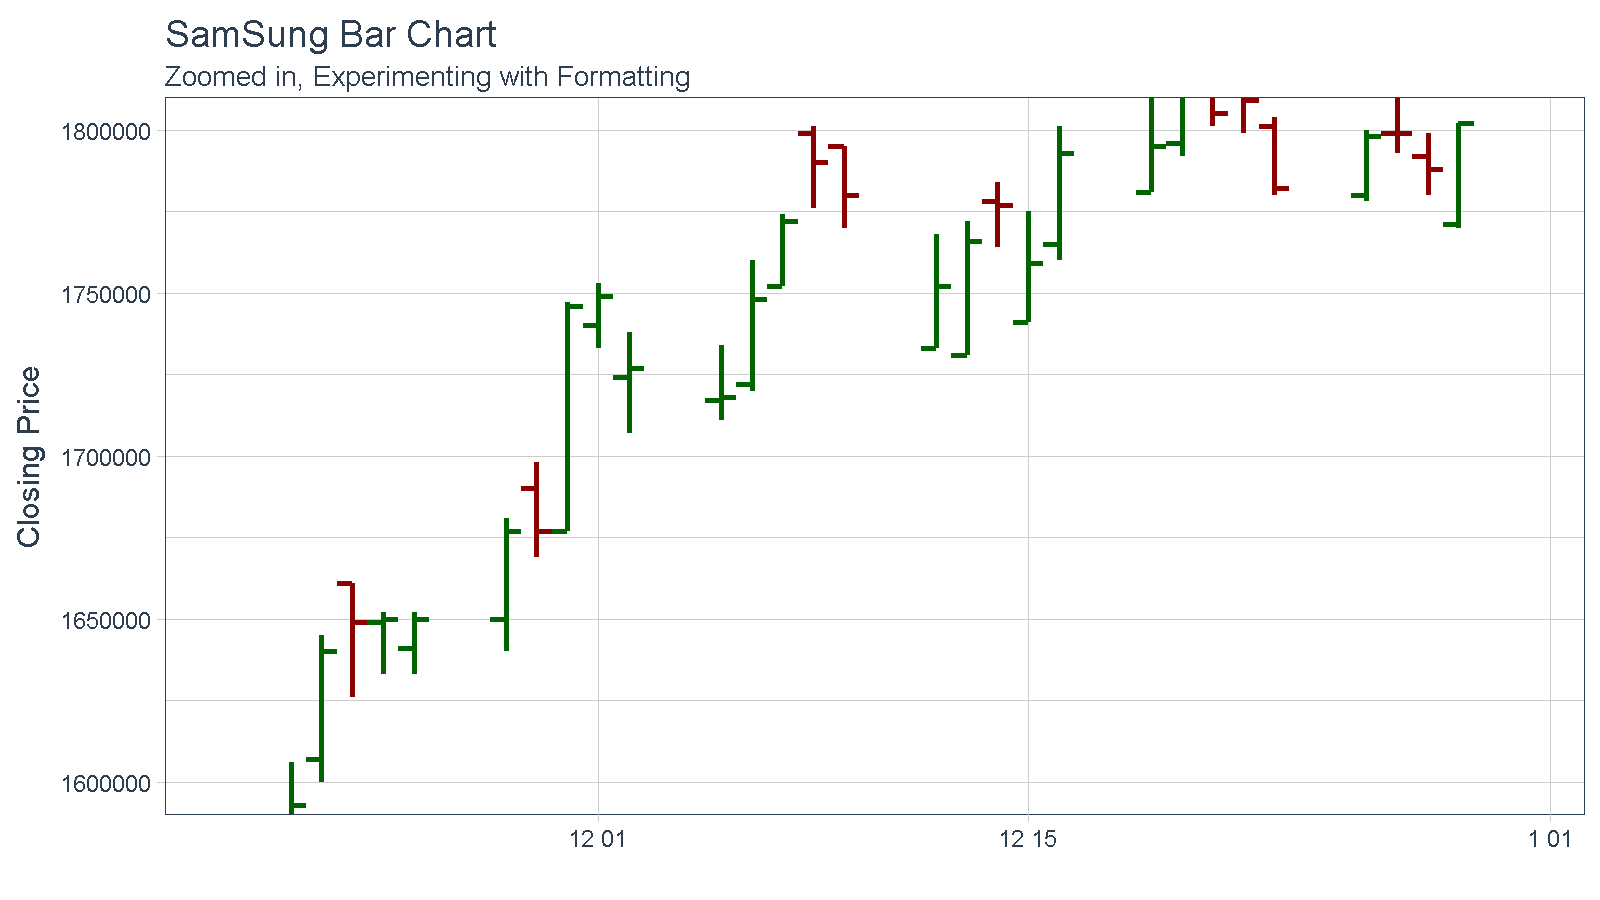 SamSung Bar Chart
Zoomed in, Experimenting with Formatting
Closing Price
1800000
1750000
1700000
1650000
1600000
12 01
12 15
1 01